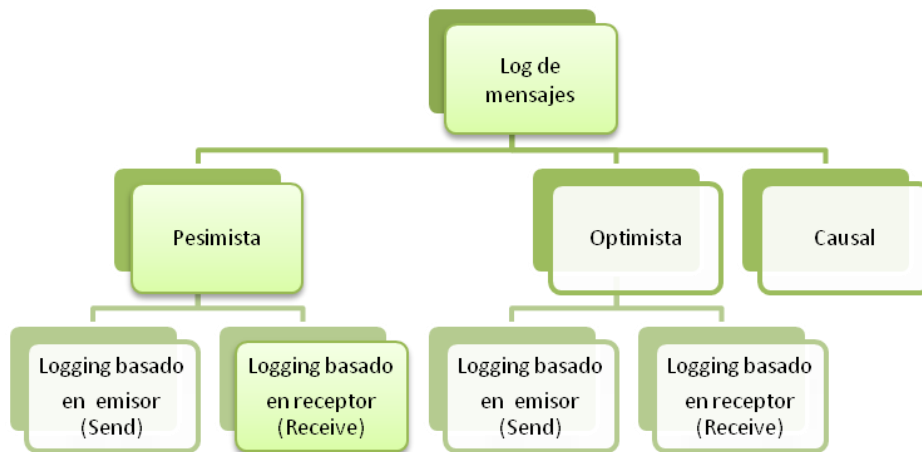 Log de
mensajes
Pesimista
Optimista
Causal
Logging basado
en emisor
(Send)
Logging basado
en receptor
(Receive)
Logging basado
en emisor
(Send)
Logging basado
en receptor
(Receive)